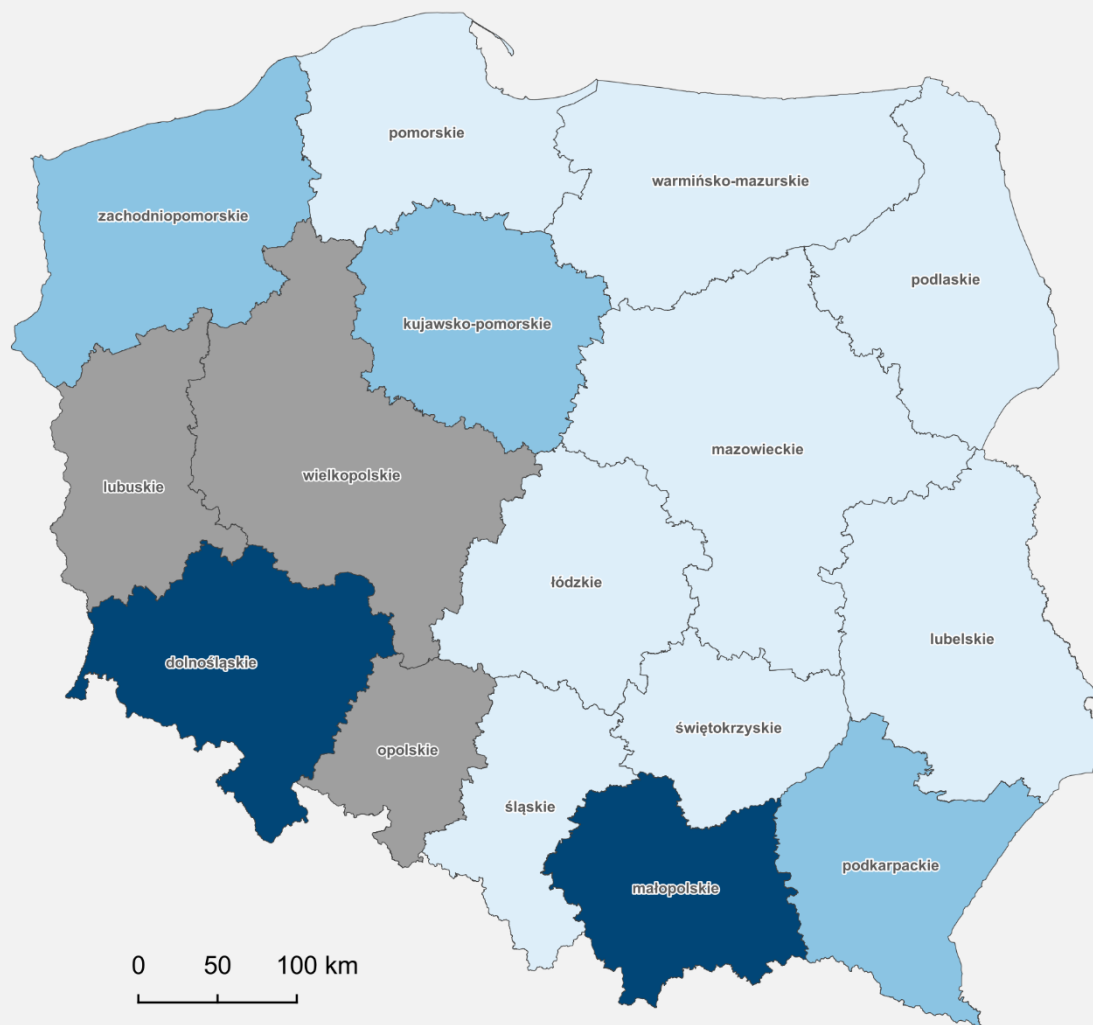 pomorskie
warmińsko-mazurskie
zachodniopomorskie
podlaskie
kujawsko-pomorskie
mazowieckie
wielkopolskie
lubuskie
łódzkie
lubelskie
dolnośląskie
świętokrzyskie
opolskie
śląskie
podkarpackie
małopolskie
0 50 100 km